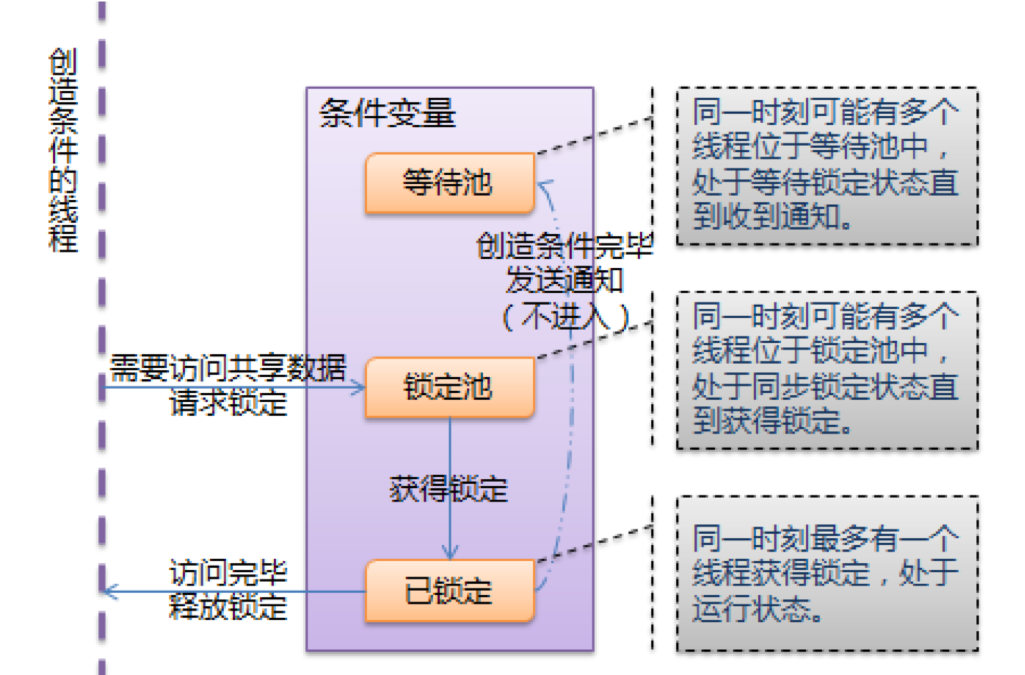 创造条件的线程
条件变量
等待池
同一时刻可能有多个
线程位于等待池中，
处于等待锁定状态直
到收到通知。
创造条件完毕
发送通知
（不进入）
需要访问共享数据
请求锁定
锁定池
同一时刻可能有多个
线程位于锁定池中，
处于同步锁定状态直
到获得锁定。
获得锁定
访问完毕
释放锁定
已锁定
同一时刻最多有一个
线程获得锁定，处于
运行状态。